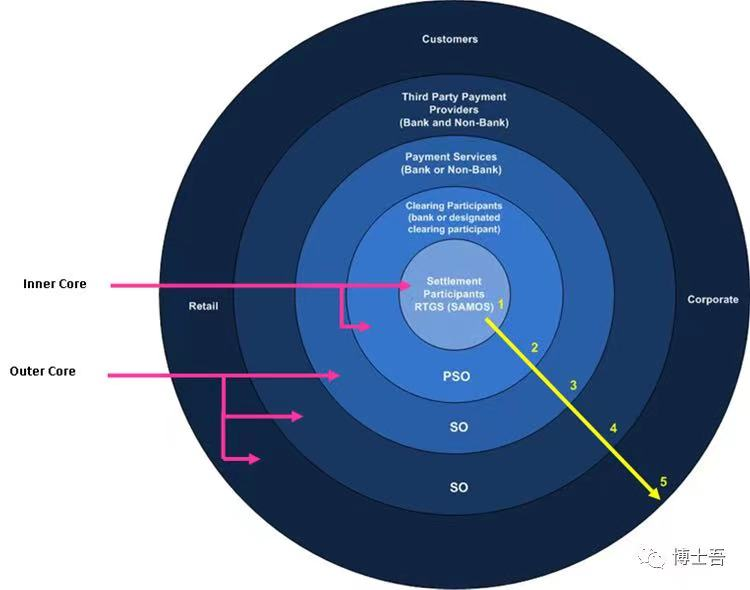 Customers
Third Party Payment
Providers
(Bank and Non-Bank)
Payment Services
(Bank or Non-Bank)
Clearing Participants
(bank or designated
clearing participant)
Inner Core
Settlement
Participants
RTGS (SAMOS)
1
Retail
Corporate
2
Outer Core
PSO
3
SO
4
SO
5
博士吾